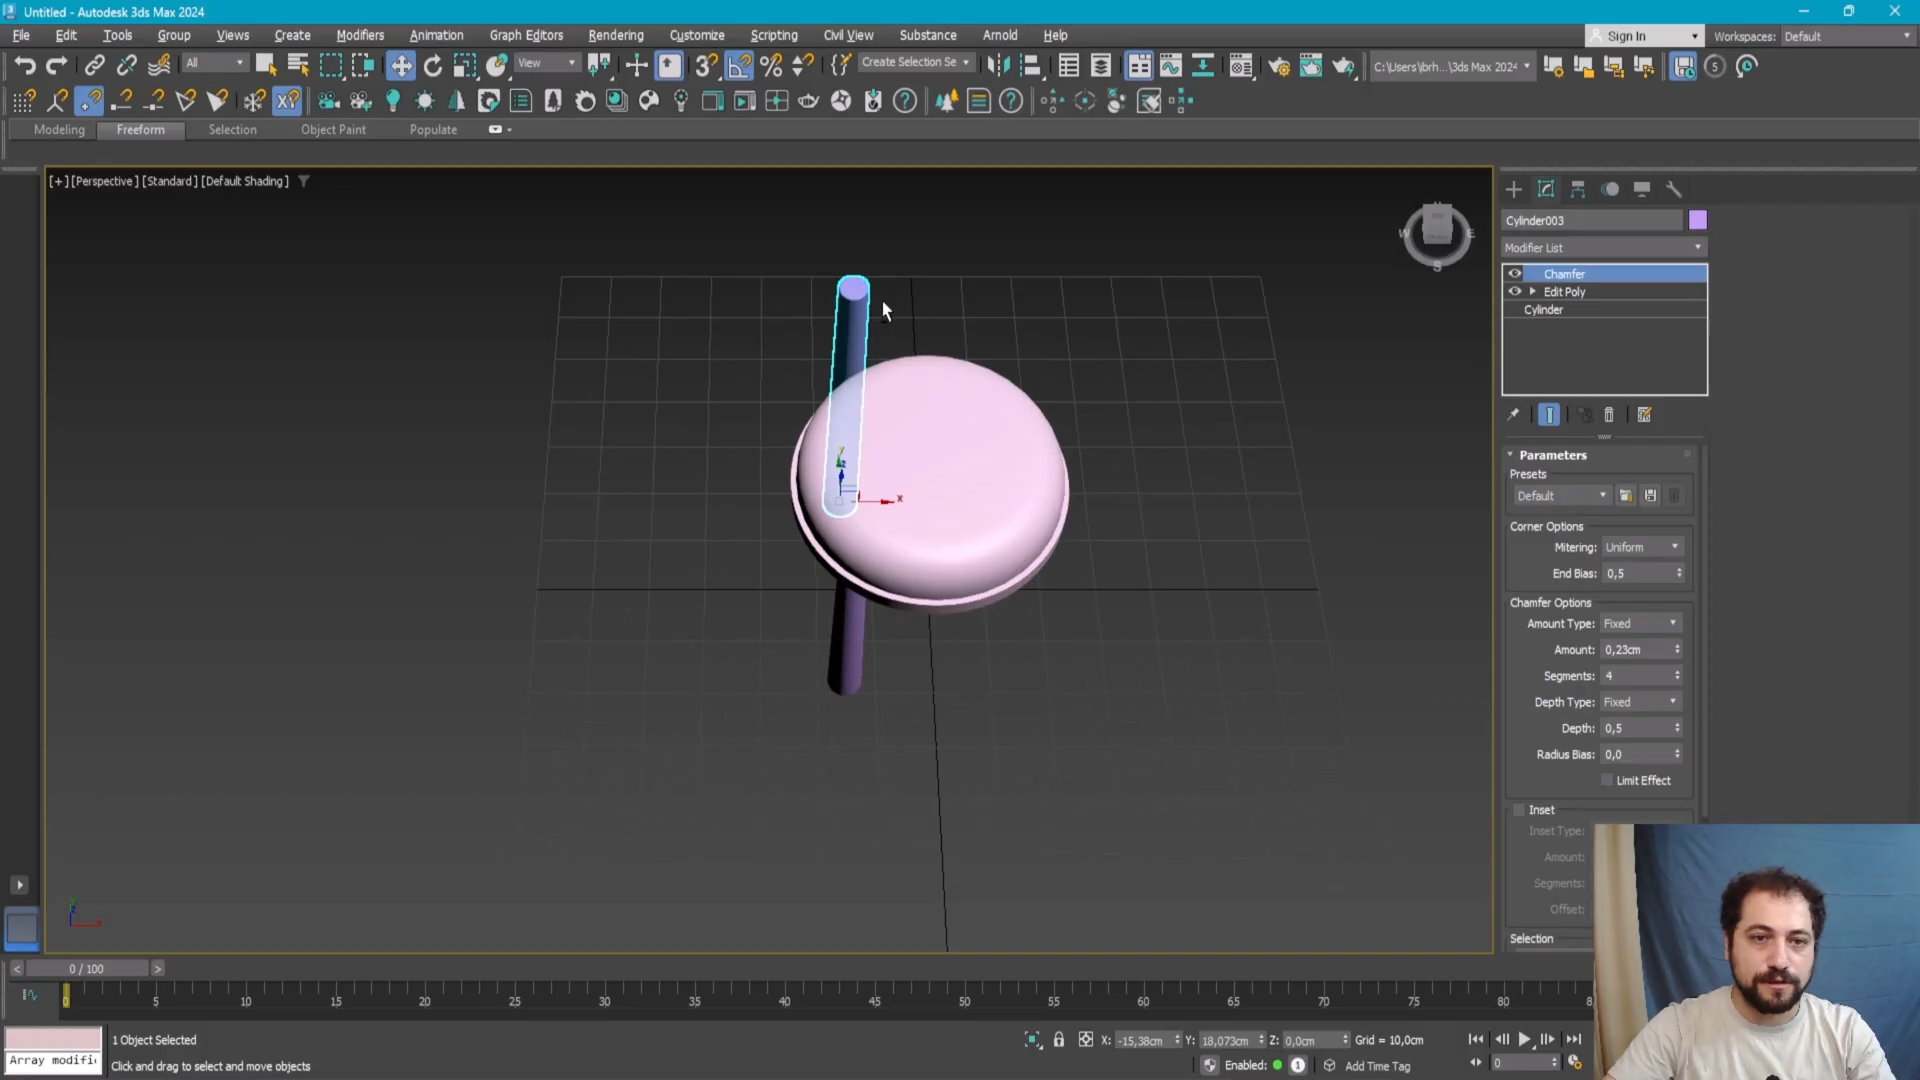 Untitled - Autodesk 3ds Max 2024
File Edit Tools Group Views Create Modifiers Animation Graph Editors Rendering Customize Scripting Civil View Substance Arnold Help
Sign In Workspaces: Default
All View Create Selection Se C:\Users\brh...\3ds Max 2024
Modeling Freeform Selection Object Paint Populate
[+] [Perspective] [Standard] [Default Shading]
Cylinder003
Modifier List
Chamfer
Edit Poly
Cylinder
Parameters
Presets
Default
Corner Options
Mitering: Uniform
End Bias: 0,5
Chamfer Options
Amount Type: Fixed
Amount: 0,23cm
Segments: 4
Depth Type: Fixed
Depth: 0,5
Radius Bias: 0,0
Limit Effect
Inset
Inset Type:
Amount:
Segments:
Offset:
Selection
W E
S
y
z
x
0 / 100
0 5 10 15 20 25 30 35 40 45 50 55 60 65 70 75 80
1 Object Selected
X: -15,38cm Y: 18,073cm Z: 0,0cm Grid = 10,0cm
Array modifi
Click and drag to select and move objects
Enabled: 1 Add Time Tag
0